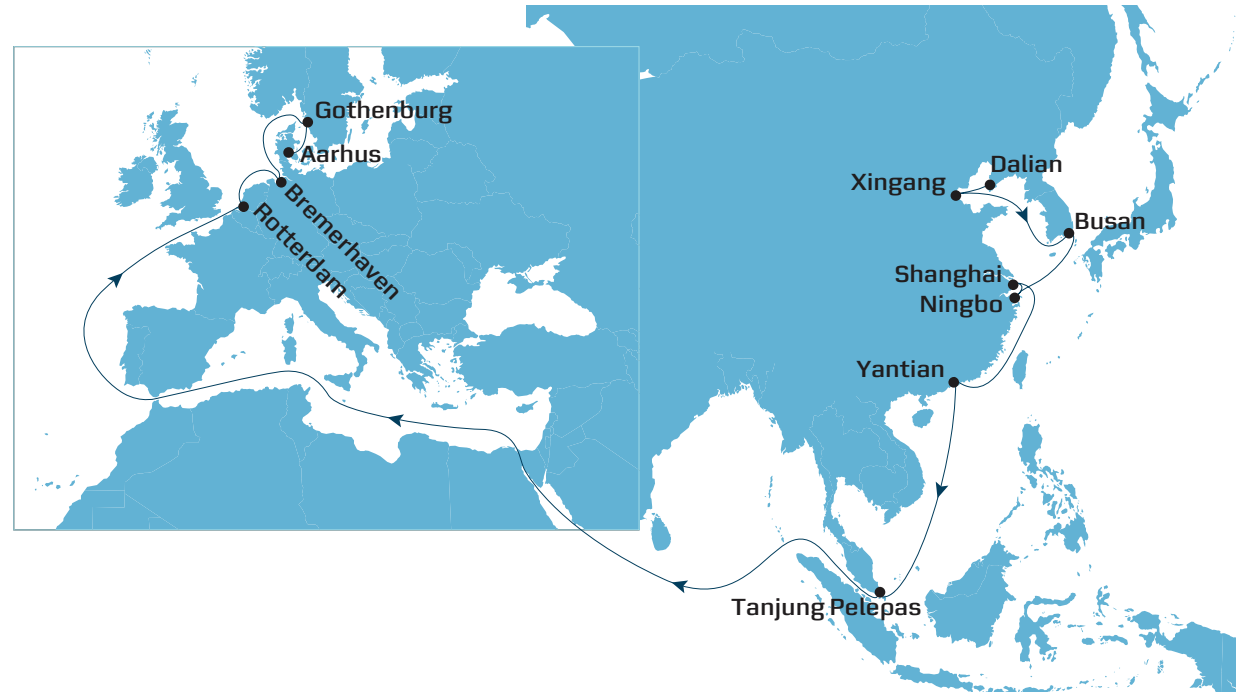 Gothenburg
Aarhus
Bremerhaven
Rotterdam
Dalian
Xingang
Busan
Shanghai
Ningbo
Yantian
Tanjung Pelepas